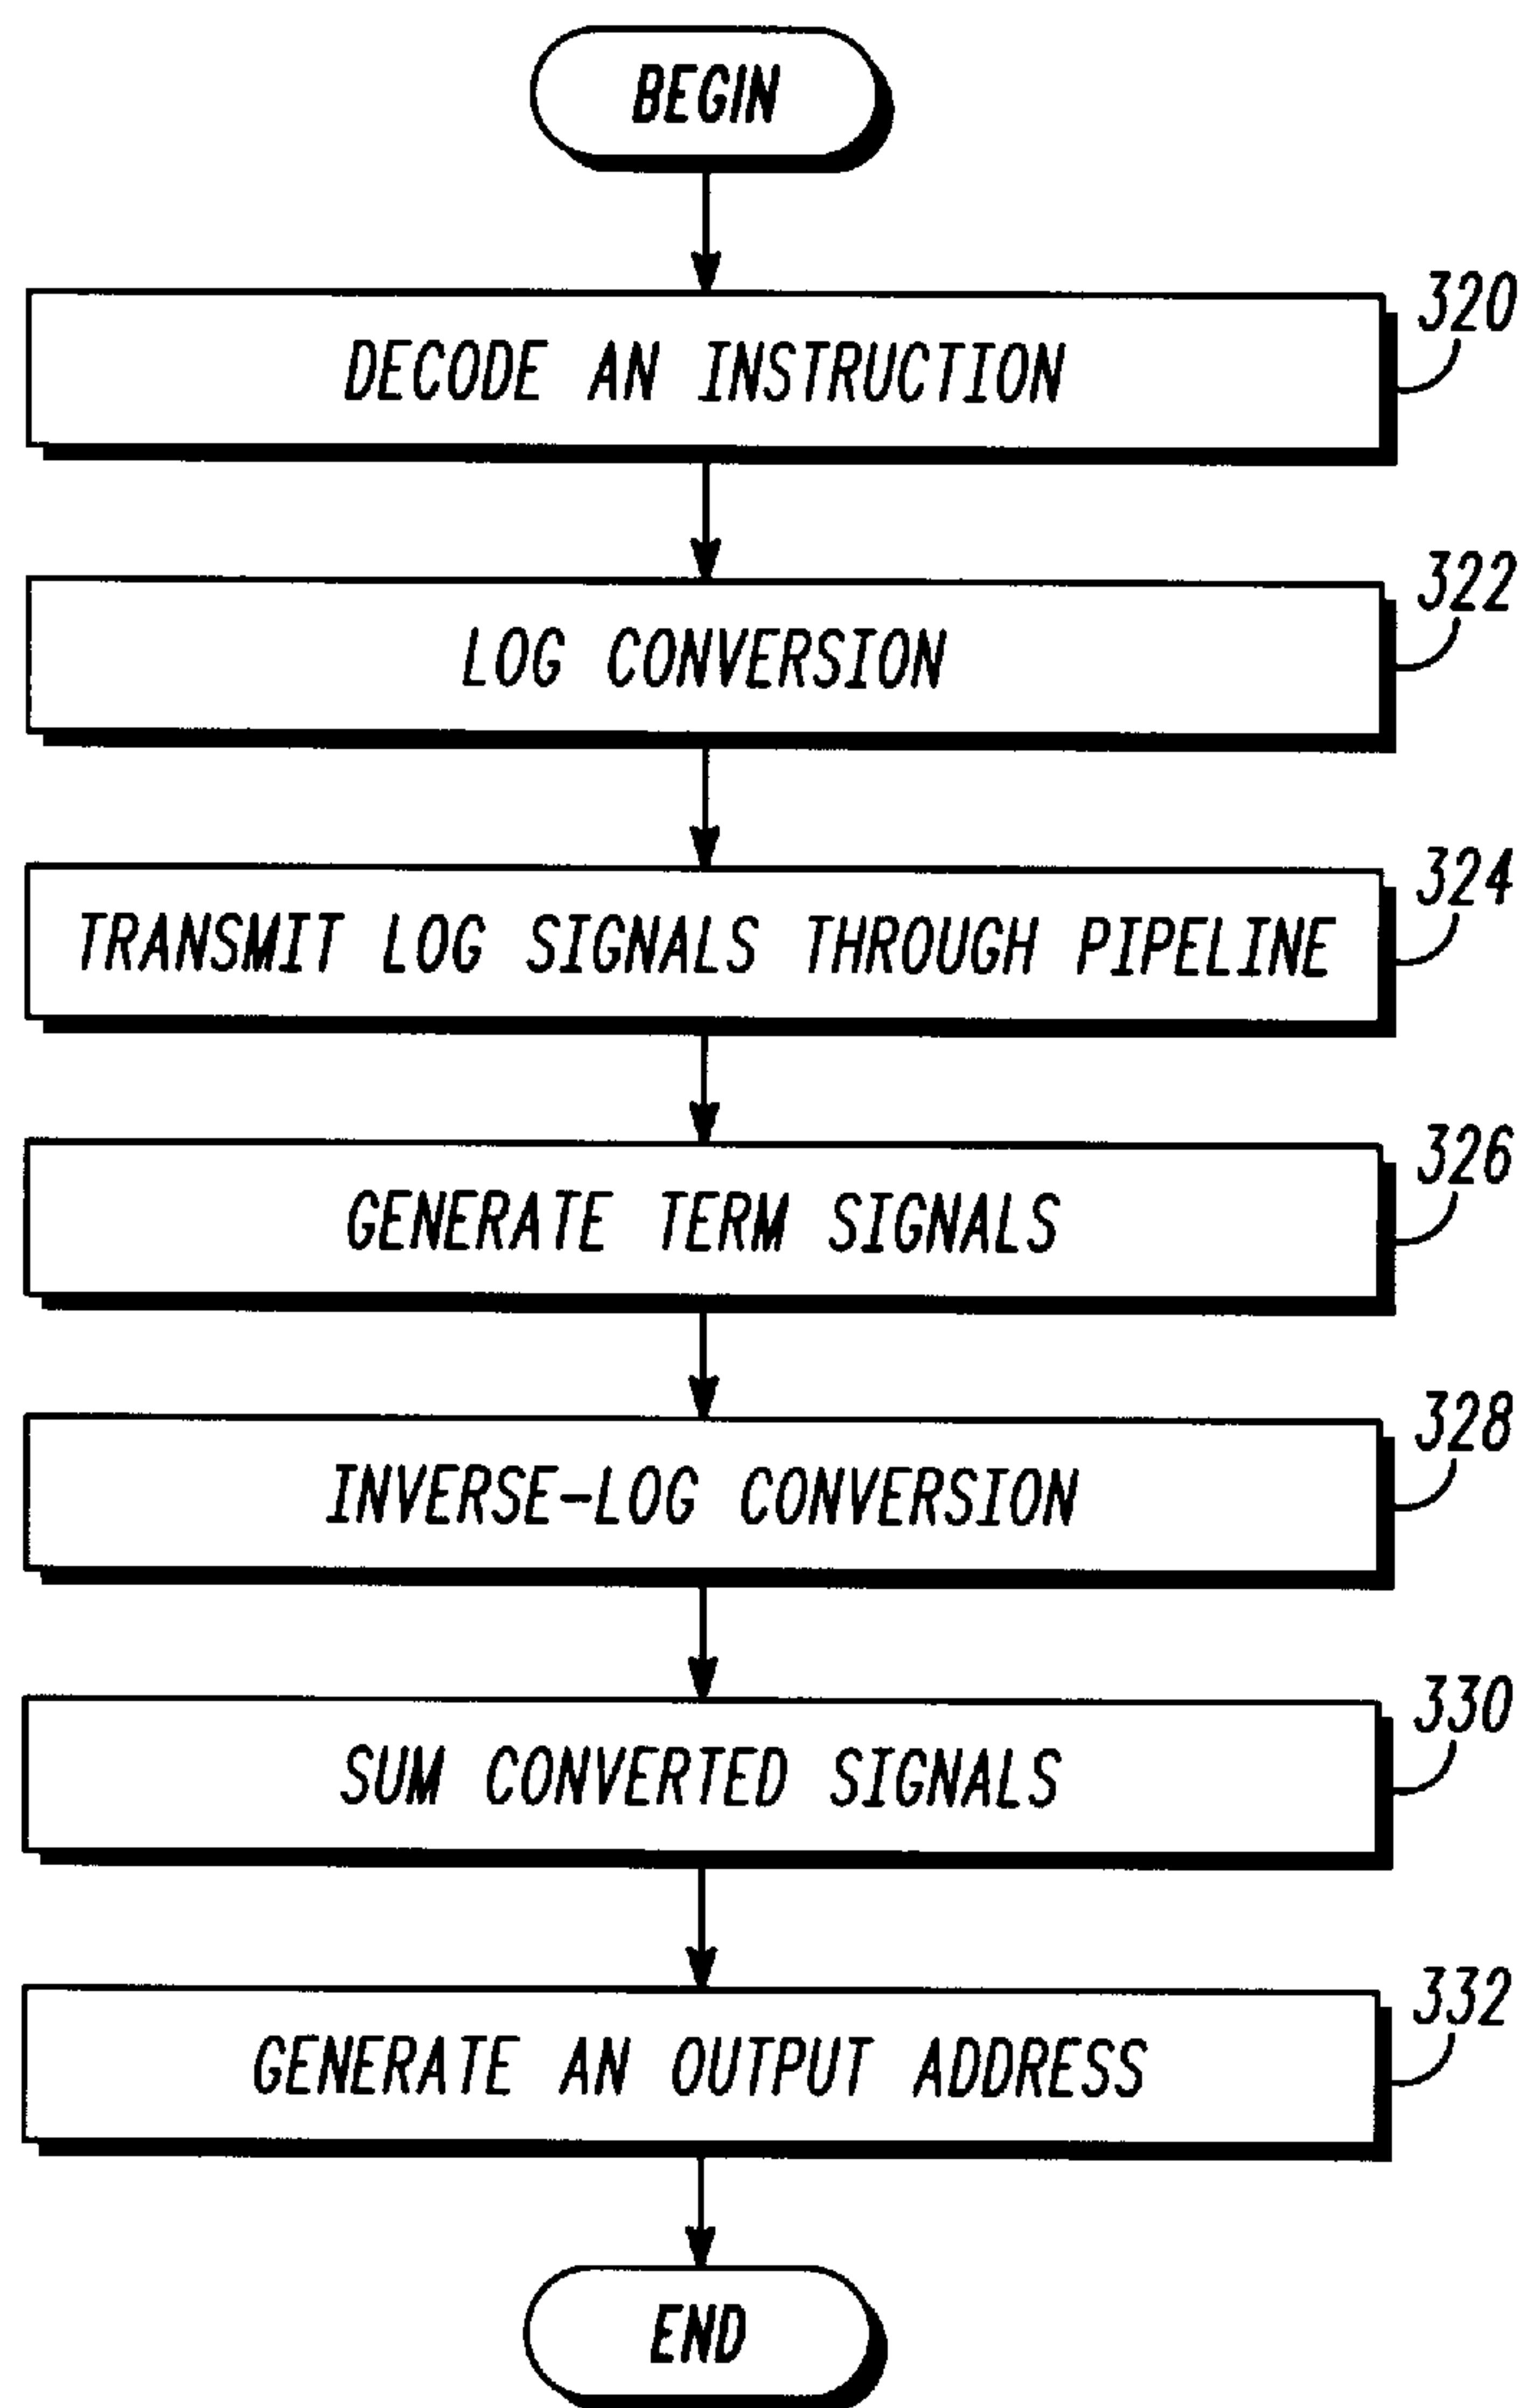 BEGIN
DECODE AN INSTRUCTION
320
LOG CONVERSION
322
TRANSMIT LOG SIGNALS THROUGH PIPELINE
324
GENERATE TERM SIGNALS
326
INVERSE-LOG CONVERSION
328
SUM CONVERTED SIGNALS
330
GENERATE AN OUTPUT ADDRESS
332
END